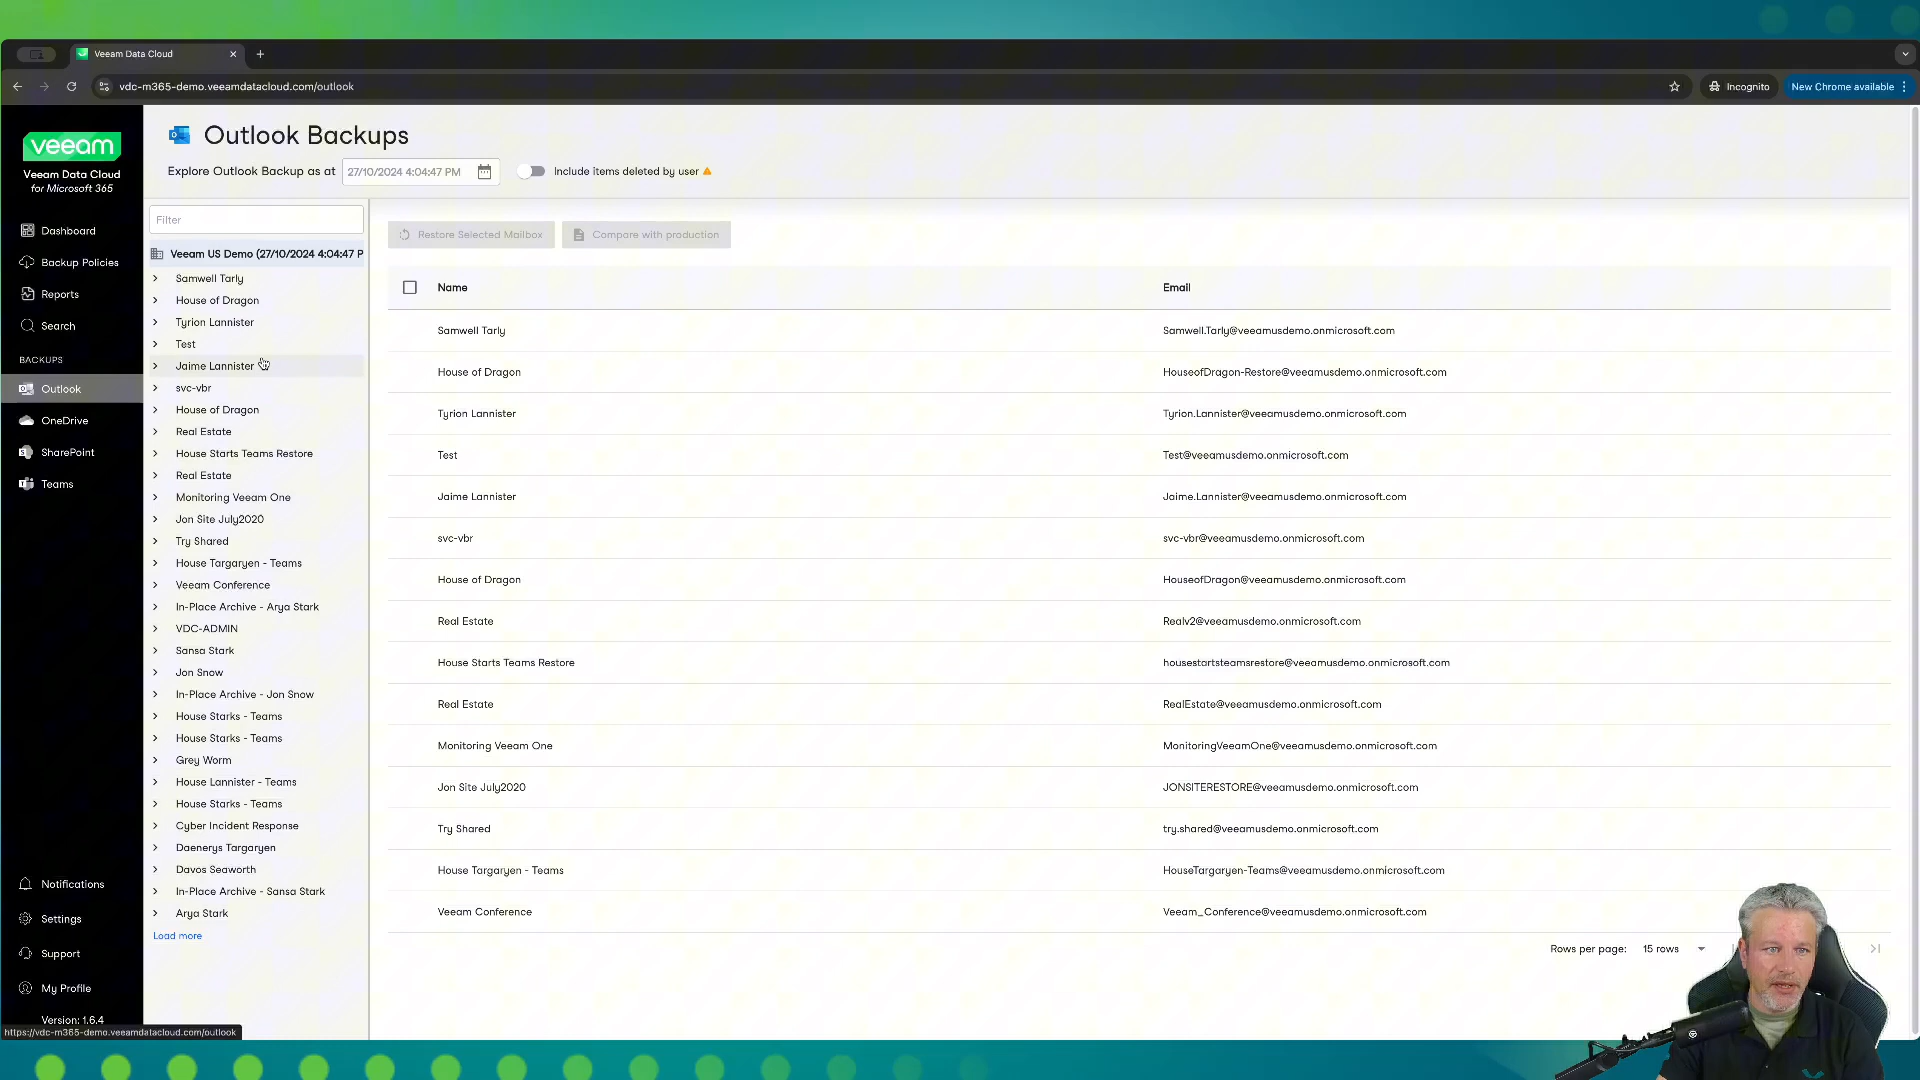 Veeam Data Cloud
vdc-m365-demo.veeamdatacloud.com/outlook
Incognito
New Chrome available
veeam
Veeam Data Cloud
for Microsoft 365
Dashboard
Backup Policies
Reports
Search
BACKUPS
Outlook
OneDrive
SharePoint
Teams
Notifications
Settings
Support
My Profile
Version: 1.6.4
https://vdc-m365-demo.veeamdatacloud.com/outlook
Outlook Backups
Explore Outlook Backup as at
27/10/2024 4:04:47 PM
Include items deleted by user
Filter
Veeam US Demo (27/10/2024 4:04:47 P
Samwell Tarly
House of Dragon
Tyrion Lannister
Test
Jaime Lannister
svc-vbr
House of Dragon
Real Estate
House Starts Teams Restore
Real Estate
Monitoring Veeam One
Jon Site July2020
Try Shared
House Targaryen - Teams
Veeam Conference
In-Place Archive - Arya Stark
VDC-ADMIN
Sansa Stark
Jon Snow
In-Place Archive - Jon Snow
House Starks - Teams
House Starks - Teams
Grey Worm
House Lannister - Teams
House Starks - Teams
Cyber Incident Response
Daenerys Targaryen
Davos Seaworth
In-Place Archive - Sansa Stark
Arya Stark
Load more
Restore Selected Mailbox
Compare with production
Name Email
Samwell Tarly Samwell.Tarly@veeamusdemo.onmicrosoft.com
House of Dragon HouseofDragon-Restore@veeamusdemo.onmicrosoft.com
Tyrion Lannister Tyrion.Lannister@veeamusdemo.onmicrosoft.com
Test Test@veeamusdemo.onmicrosoft.com
Jaime Lannister Jaime.Lannister@veeamusdemo.onmicrosoft.com
svc-vbr svc-vbr@veeamusdemo.onmicrosoft.com
House of Dragon HouseofDragon@veeamusdemo.onmicrosoft.com
Real Estate Realv2@veeamusdemo.onmicrosoft.com
House Starts Teams Restore housestartsteamsrestore@veeamusdemo.onmicrosoft.com
Real Estate RealEstate@veeamusdemo.onmicrosoft.com
Monitoring Veeam One MonitoringVeeamOne@veeamusdemo.onmicrosoft.com
Jon Site July2020 JONSITERESTORE@veeamusdemo.onmicrosoft.com
Try Shared try.shared@veeamusdemo.onmicrosoft.com
House Targaryen - Teams HouseTargaryen-Teams@veeamusdemo.onmicrosoft.com
Veeam Conference Veeam_Conference@veeamusdemo.onmicrosoft.com
Rows per page: 15 rows